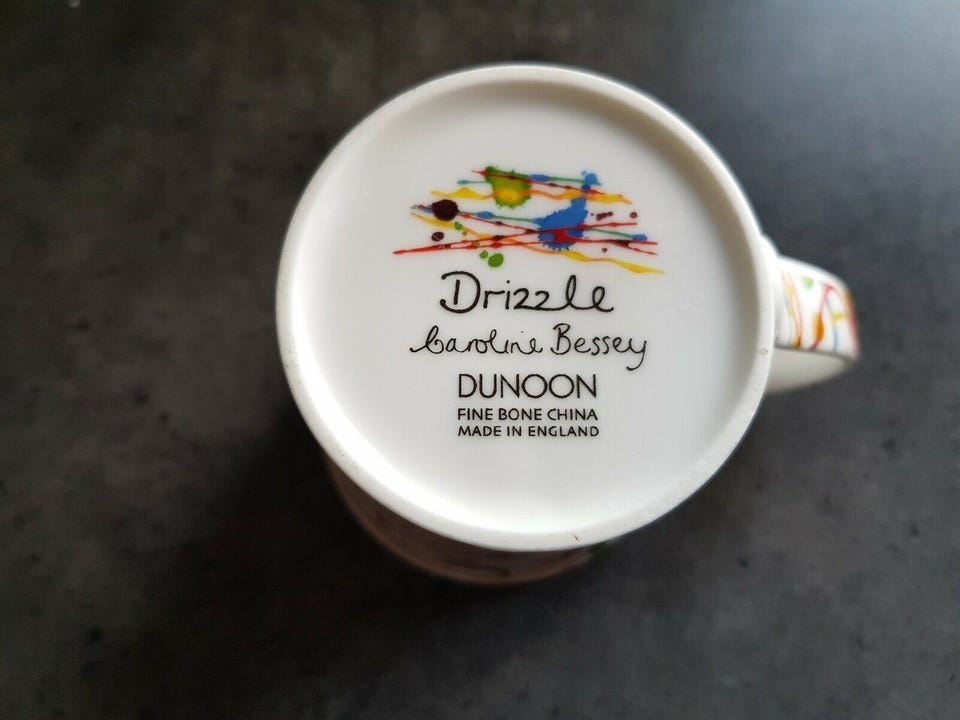 Drizzle
Caroline Bessey
DUNOON
FINE BONE CHINA
MADE IN ENGLAND